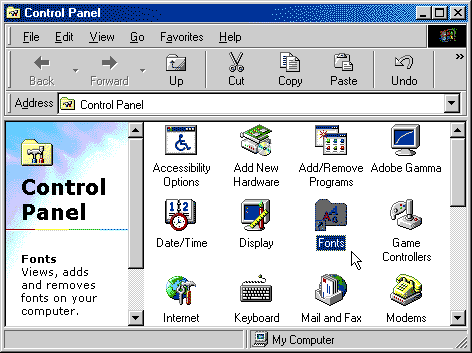 Control Panel
File Edit View Go Favorites Help
Back Forward Up Cut Copy Paste Undo »
Address Control Panel
Control
Panel
Fonts
Views, adds
and removes
fonts on your
computer.
Accessibility
Options
Add New
Hardware
Add/Remove
Programs
Adobe Gamma
Date/Time
Display
Fonts
Game
Controllers
Internet
Keyboard
Mail and Fax
Modems
My Computer